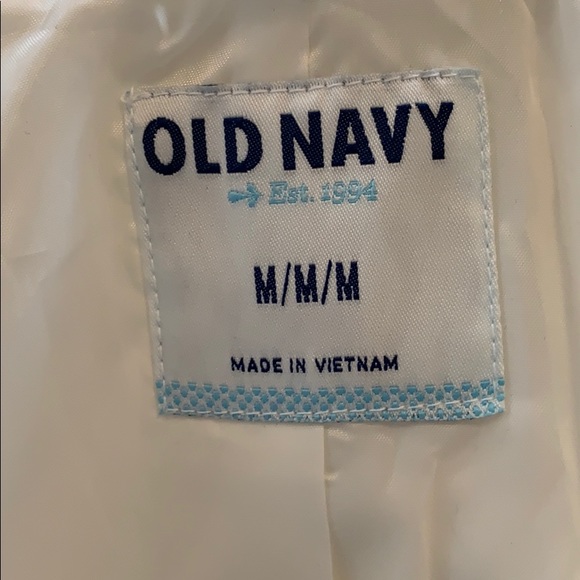 OLD NAVY
Est. 1994
M/M/M
MADE IN VIETNAM